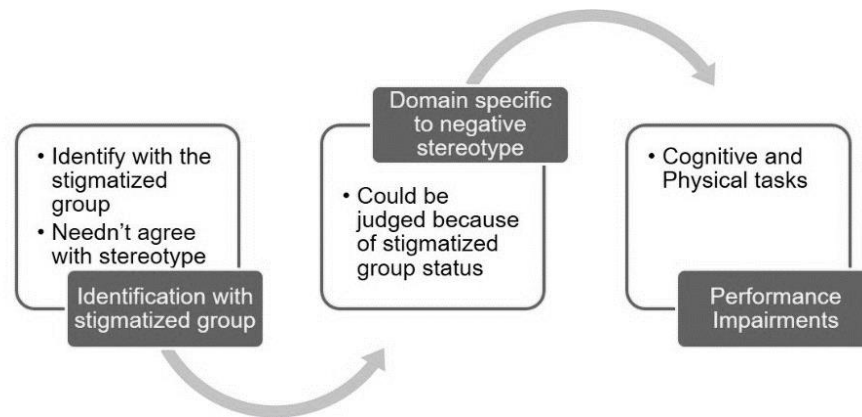 • Identify with the
stigmatized
group
• Needn't agree
with stereotype
Identification with
stigmatized group
Domain specific
to negative
stereotype
• Could be
judged because
of stigmatized
group status
• Cognitive and
Physical tasks
Performance
Impairments